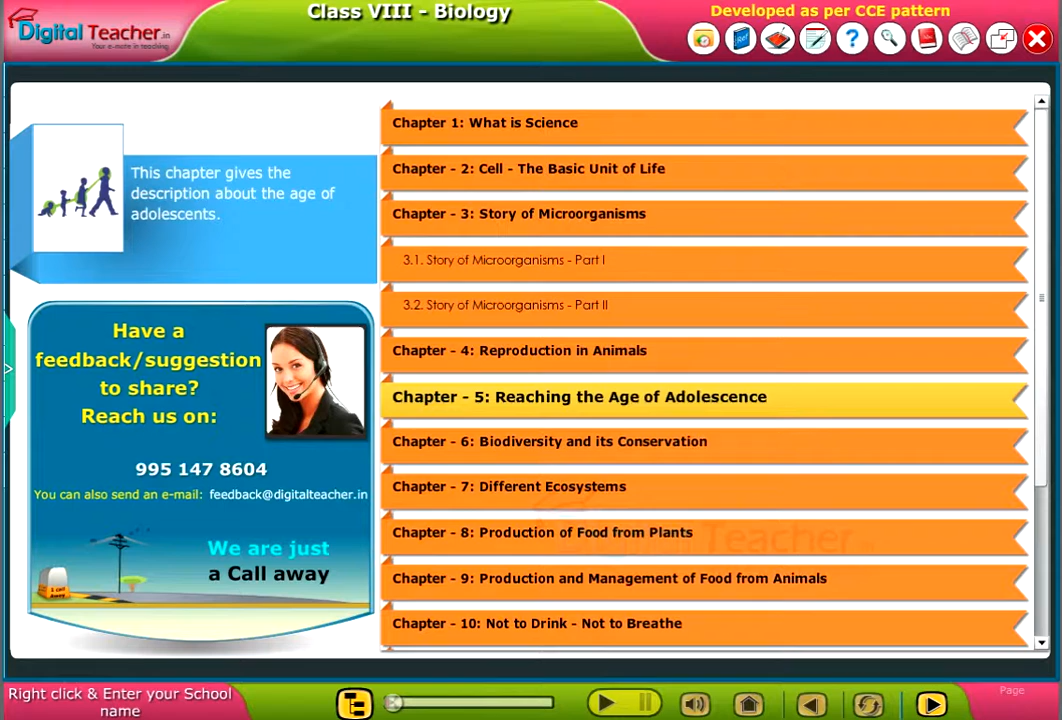 Digital Teacher.in
Your e-mate in teaching.
Class VIII - Biology
Developed as per CCE pattern
Ref
?
This chapter gives the
description about the age of
adolescents.
Have a
feedback/suggestion
to share?
Reach us on:
995 147 8604
You can also send an e-mail: feedback@digitalteacher.in
We are just
a Call away
1 call
Away
Chapter 1: What is Science
Chapter - 2: Cell - The Basic Unit of Life
Chapter - 3: Story of Microorganisms
3.1. Story of Microorganisms - Part I
3.2. Story of Microorganisms - Part II
Chapter - 4: Reproduction in Animals
Chapter - 5: Reaching the Age of Adolescence
Chapter - 6: Biodiversity and its Conservation
Chapter - 7: Different Ecosystems
Chapter - 8: Production of Food from Plants
Chapter - 9: Production and Management of Food from Animals
Chapter - 10: Not to Drink - Not to Breathe
Right click & Enter your School
name
Page